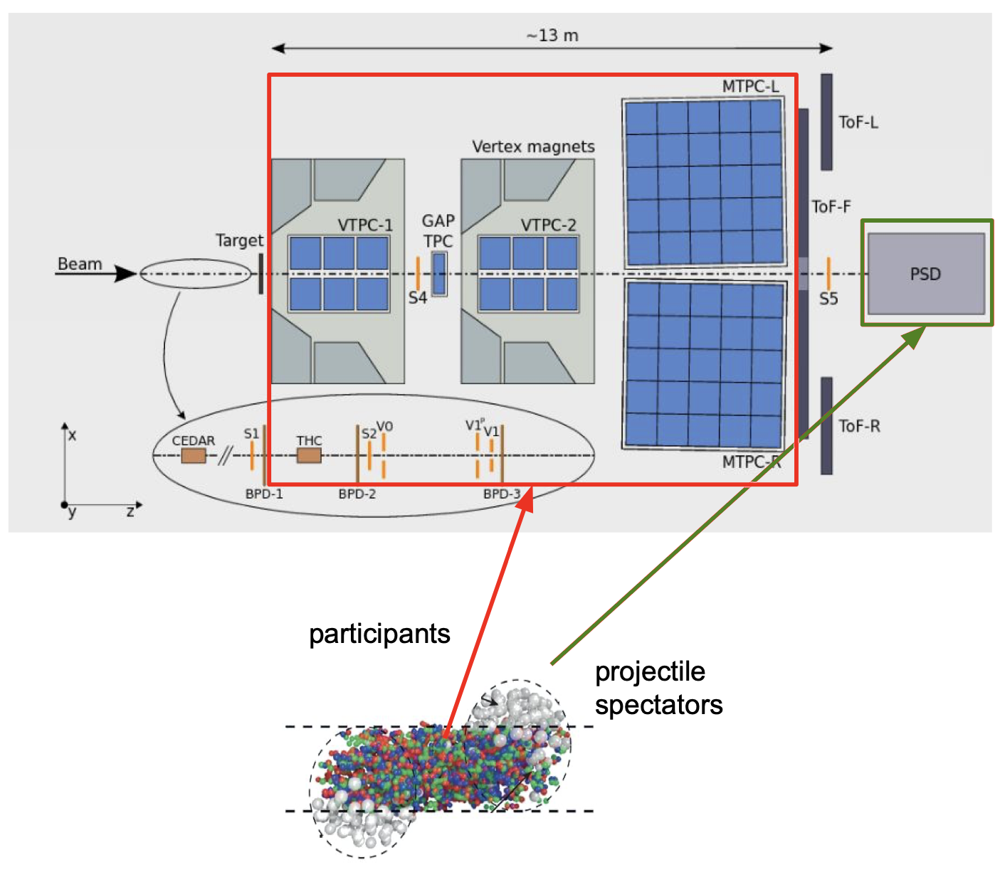 ~13 m
MTPC-L
ToF-L
Vertex magnets
ToF-F
GAP
TPC
VTPC-1
VTPC-2
Target
Beam
S4
S5
PSD
x
y
z
CEDAR
S1
THC
S2
V0
V1ᵖ
V1
BPD-1
BPD-2
BPD-3
MTPC-R
ToF-R
participants
projectile
spectators